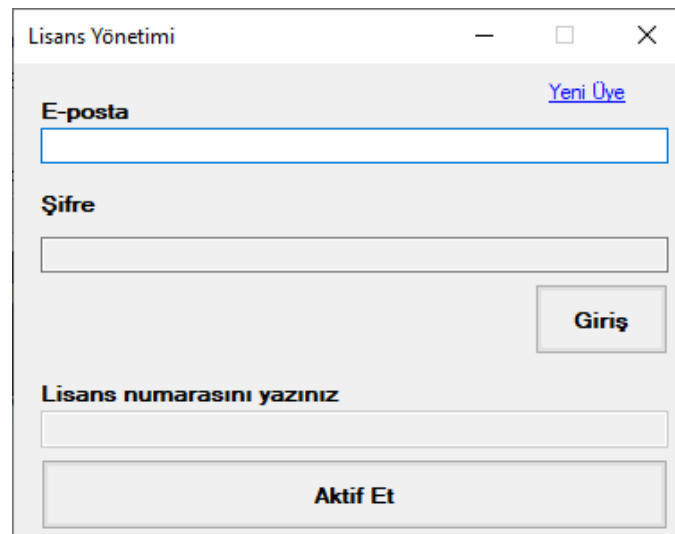 Lisans Yönetimi
Yeni Üye
E-posta
Şifre
Giriş
Lisans numarasını yazınız
Aktif Et